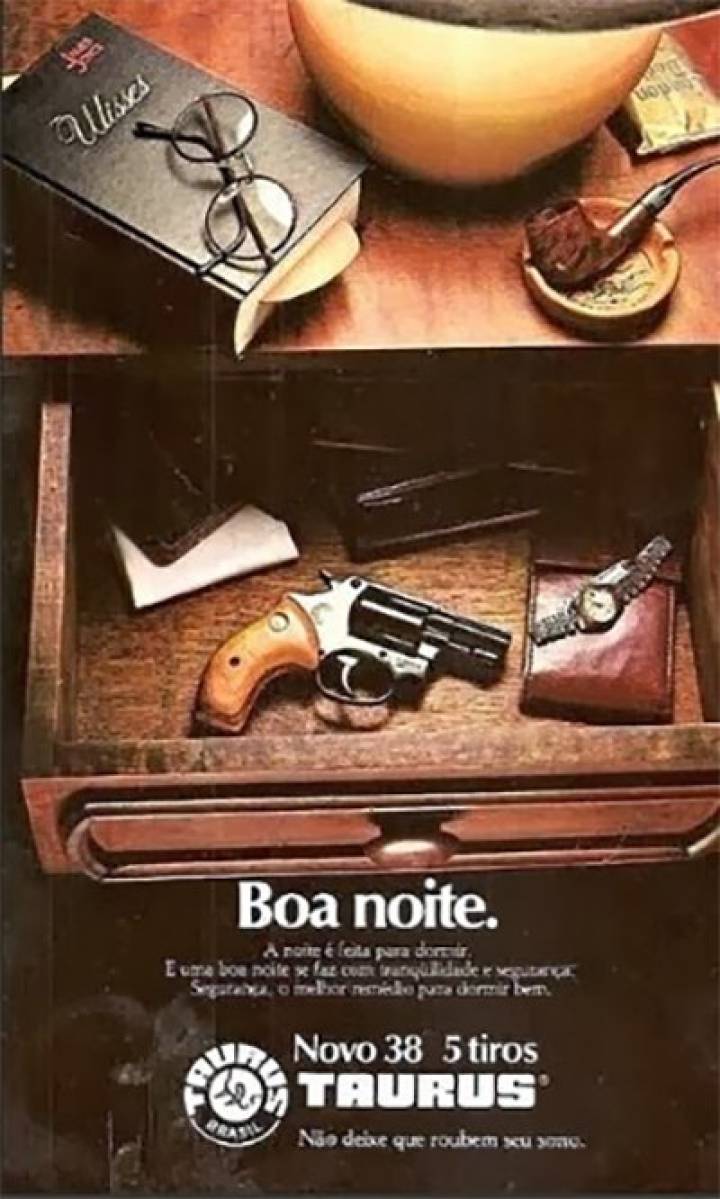 James
Joyce
Ulisses
Boa noite.
A noite é feita para dormir.
E uma boa noite se faz com tranqüilidade e segurança.
Segurança, o melhor remédio para dormir bem.
TAURUS
BRASIL
Novo 38 5 tiros
TAURUS®
Não deixe que roubem seu sono.